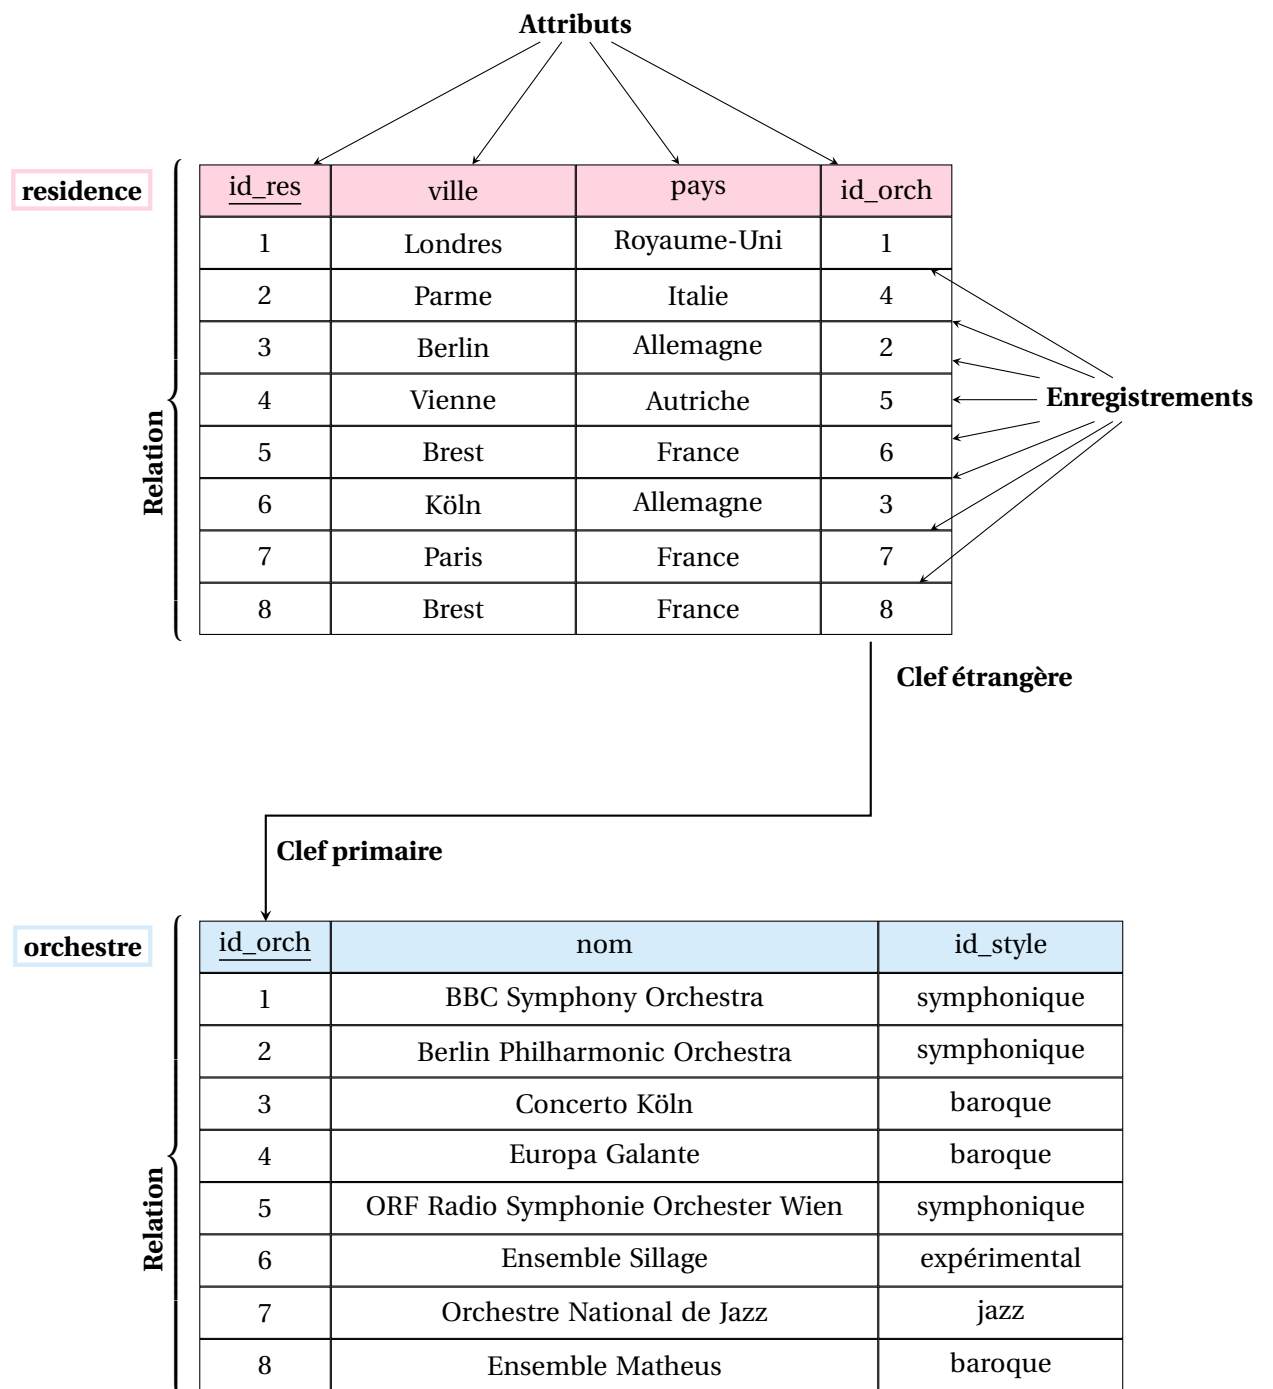 Attributs
residence
id_res ville pays id_orch
1 Londres Royaume-Uni 1
2 Parme Italie 4
3 Berlin Allemagne 2
4 Vienne Autriche 5
5 Brest France 6
6 Köln Allemagne 3
7 Paris France 7
8 Brest France 8
Relation
Enregistrements
Clef étrangère
Clef primaire
orchestre
id_orch nom id_style
1 BBC Symphony Orchestra symphonique
2 Berlin Philharmonic Orchestra symphonique
3 Concerto Köln baroque
4 Europa Galante baroque
5 ORF Radio Symphonie Orchester Wien symphonique
6 Ensemble Sillage expérimental
7 Orchestre National de Jazz jazz
8 Ensemble Matheus baroque
Relation